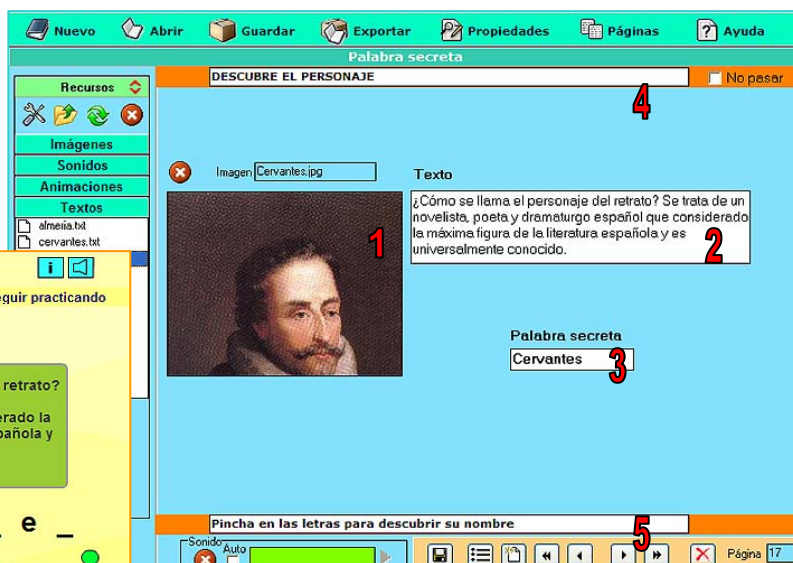 Nuevo Abrir Guardar Exportar Propiedades Páginas Ayuda
Palabra secreta
DESCUBRE EL PERSONAJE
No pasar
4
Recursos
Imágenes
Sonidos
Animaciones
Textos
almeria.txt
cervantes.txt
Imagen Cervantes.jpg
1
Texto
¿Cómo se llama el personaje del retrato? Se trata de un
novelista, poeta y dramaturgo español que considerado
la máxima figura de la literatura española y es
universalmente conocido.
2
Palabra secreta
Cervantes
3
i
eguir practicando
retrato?
erado la
pañola y
_ e _
Pincha en las letras para descubrir su nombre
5
Sonido
Auto
Página 17